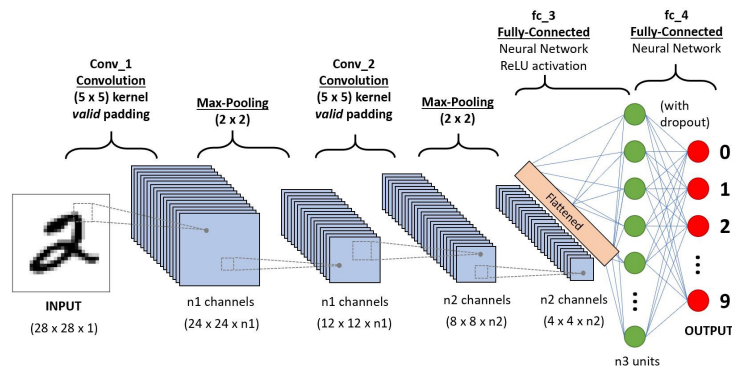 Conv_1
Convolution
(5 x 5) kernel
valid padding
Max-Pooling
(2 x 2)
Conv_2
Convolution
(5 x 5) kernel
valid padding
Max-Pooling
(2 x 2)
fc_3
Fully-Connected
Neural Network
ReLU activation
fc_4
Fully-Connected
Neural Network
(with
dropout)
2
INPUT
(28 x 28 x 1)
n1 channels
(24 x 24 x n1)
n1 channels
(12 x 12 x n1)
n2 channels
(8 x 8 x n2)
n2 channels
(4 x 4 x n2)
Flattened
n3 units
0
1
2
9
OUTPUT